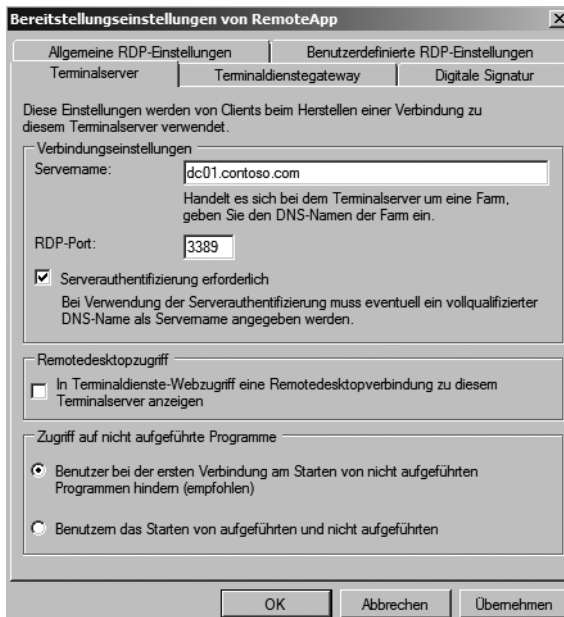 Bereitstellungseinstellungen von RemoteApp
Allgemeine RDP-Einstellungen
Benutzerdefinierte RDP-Einstellungen
Terminalserver
Terminaldienstegateway
Digitale Signatur
Diese Einstellungen werden von Clients beim Herstellen einer Verbindung zu
diesem Terminalserver verwendet.
Verbindungseinstellungen
Servername:
dc01.contoso.com
Handelt es sich bei dem Terminalserver um eine Farm,
geben Sie den DNS-Namen der Farm ein.
RDP-Port:
3389
Serverauthentifizierung erforderlich
Bei Verwendung der Serverauthentifizierung muss eventuell ein vollqualifizierter
DNS-Name als Servername angegeben werden.
Remotedesktopzugriff
In Terminaldienste-Webzugriff eine Remotedesktopverbindung zu diesem
Terminalserver anzeigen
Zugriff auf nicht aufgeführte Programme
Benutzer bei der ersten Verbindung am Starten von nicht aufgeführten
Programmen hindern (empfohlen)
Benutzern das Starten von aufgeführten und nicht aufgeführten
OK
Abbrechen
Übernehmen